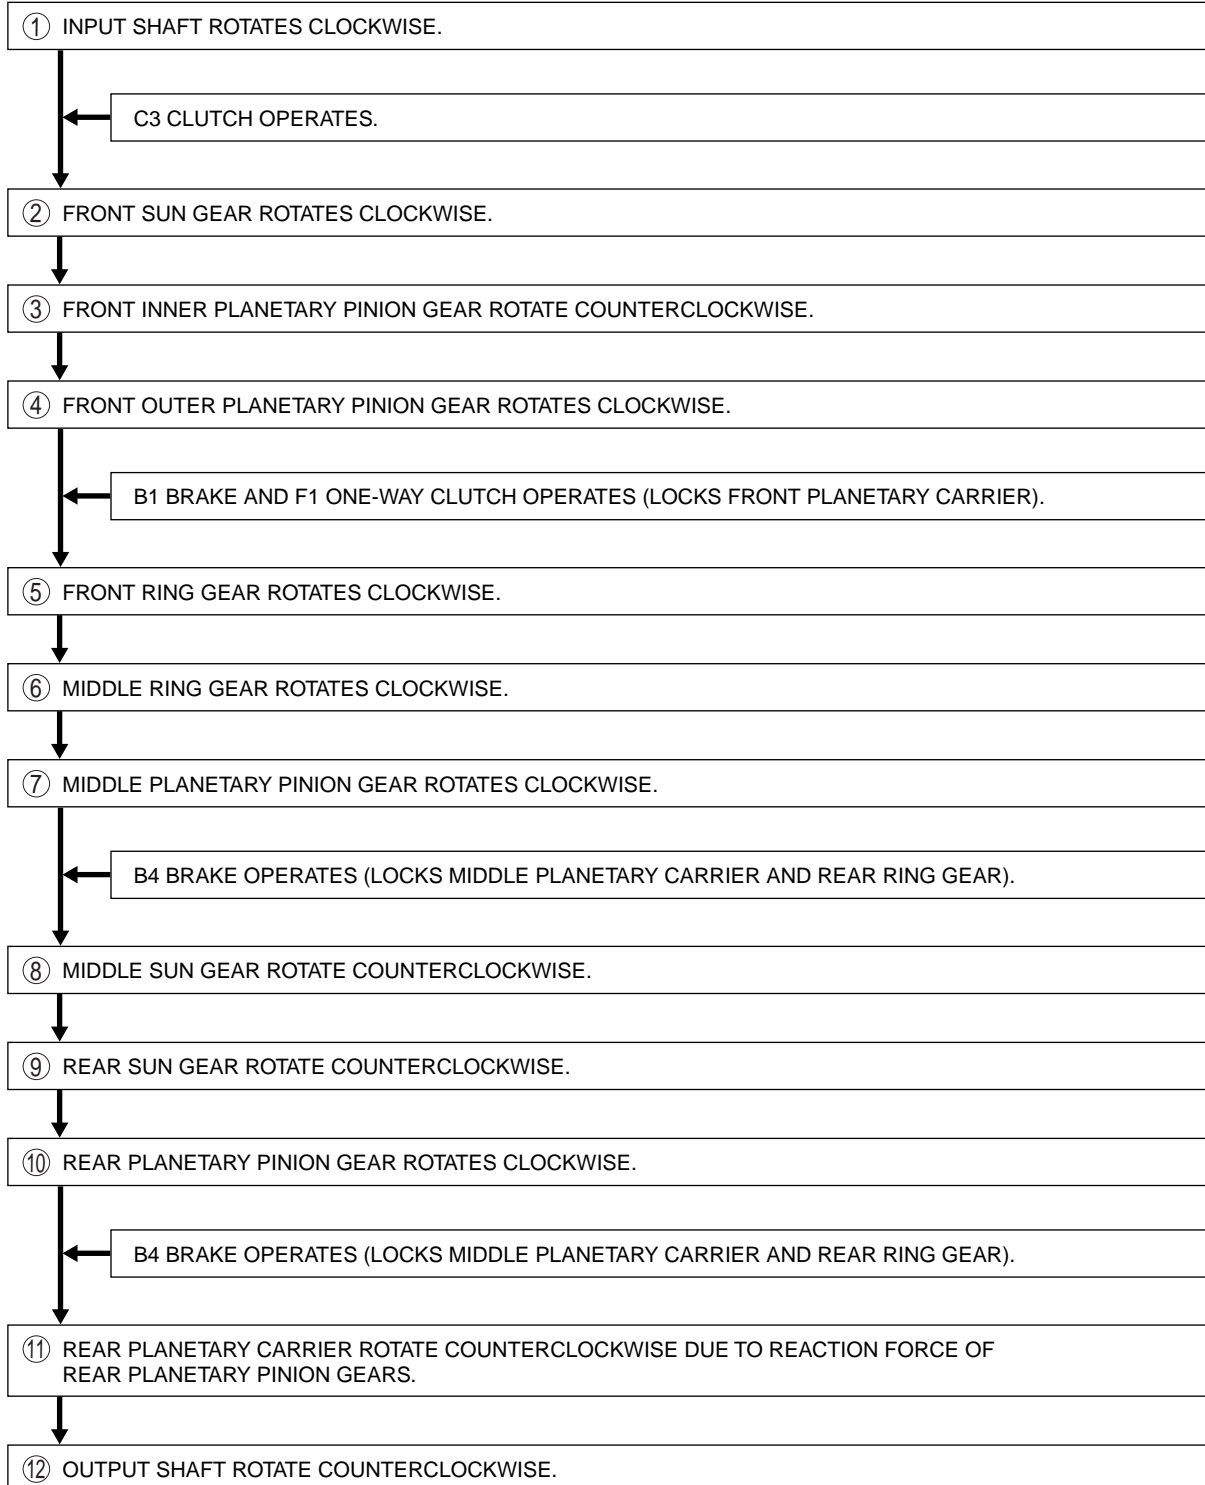 ① INPUT SHAFT ROTATES CLOCKWISE.
C3 CLUTCH OPERATES.
② FRONT SUN GEAR ROTATES CLOCKWISE.
③ FRONT INNER PLANETARY PINION GEAR ROTATE COUNTERCLOCKWISE.
④ FRONT OUTER PLANETARY PINION GEAR ROTATES CLOCKWISE.
B1 BRAKE AND F1 ONE-WAY CLUTCH OPERATES (LOCKS FRONT PLANETARY CARRIER).
⑤ FRONT RING GEAR ROTATES CLOCKWISE.
⑥ MIDDLE RING GEAR ROTATES CLOCKWISE.
⑦ MIDDLE PLANETARY PINION GEAR ROTATES CLOCKWISE.
B4 BRAKE OPERATES (LOCKS MIDDLE PLANETARY CARRIER AND REAR RING GEAR).
⑧ MIDDLE SUN GEAR ROTATE COUNTERCLOCKWISE.
⑨ REAR SUN GEAR ROTATE COUNTERCLOCKWISE.
⑩ REAR PLANETARY PINION GEAR ROTATES CLOCKWISE.
B4 BRAKE OPERATES (LOCKS MIDDLE PLANETARY CARRIER AND REAR RING GEAR).
⑪ REAR PLANETARY CARRIER ROTATE COUNTERCLOCKWISE DUE TO REACTION FORCE OF
REAR PLANETARY PINION GEARS.
⑫ OUTPUT SHAFT ROTATE COUNTERCLOCKWISE.